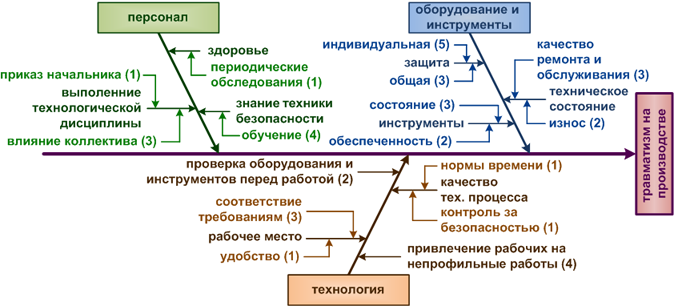 персонал
оборудование и
инструменты
здоровье
периодические
обследования (1)
приказ начальника (1)
выполнение
технологической
дисциплины
влияние коллектива (3)
знание техники
безопасности
обучение (4)
индивидуальная (5)
защита
общая (3)
состояние (3)
инструменты
обеспеченность (2)
качество
ремонта и
обслуживания (3)
техническое
состояние
износ (2)
травматизм на
производстве
проверка оборудования и
инструментов перед работой (2)
соответствие
требованиям (3)
рабочее место
удобство (1)
нормы времени (1)
качество
тех. процесса
контроль за
безопасностью (1)
привлечение рабочих на
непрофильные работы (4)
технология